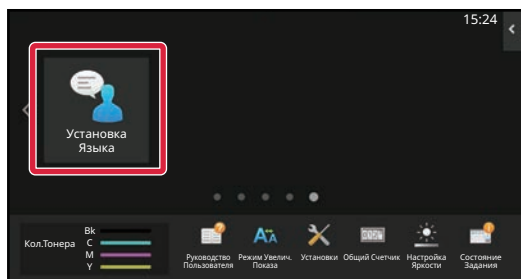 15:24
Установка
Языка
Кол.Тонера
Bk
C
M
Y
Руководство
Пользователя
Режим Увелич.
Показа
Установки
Общий Счетчик
Настройка
Яркости
Состояние
Задания